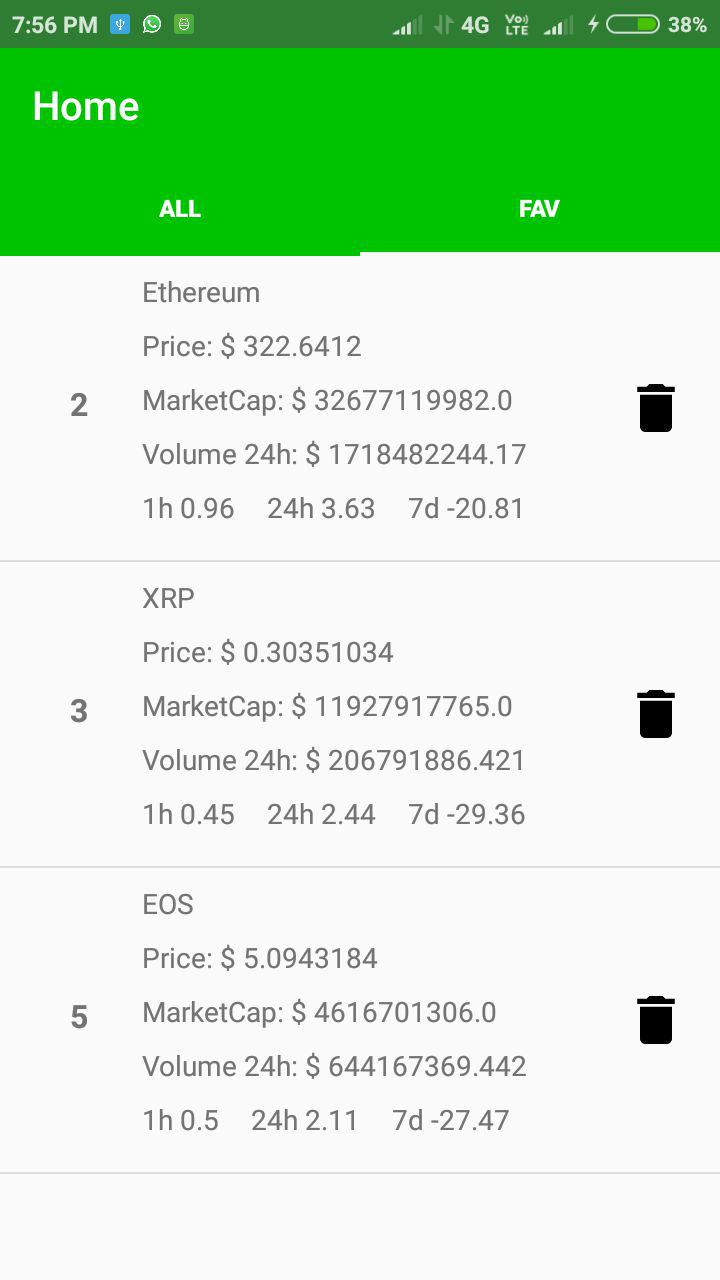 7:56 PM 4G Vo) LTE 38%
Home
ALL FAV
Ethereum
Price: $ 322.6412
2
MarketCap: $ 32677119982.0
Volume 24h: $ 1718482244.17
1h 0.96 24h 3.63 7d -20.81
XRP
Price: $ 0.30351034
3
MarketCap: $ 11927917765.0
Volume 24h: $ 206791886.421
1h 0.45 24h 2.44 7d -29.36
EOS
Price: $ 5.0943184
5
MarketCap: $ 4616701306.0
Volume 24h: $ 644167369.442
1h 0.5 24h 2.11 7d -27.47